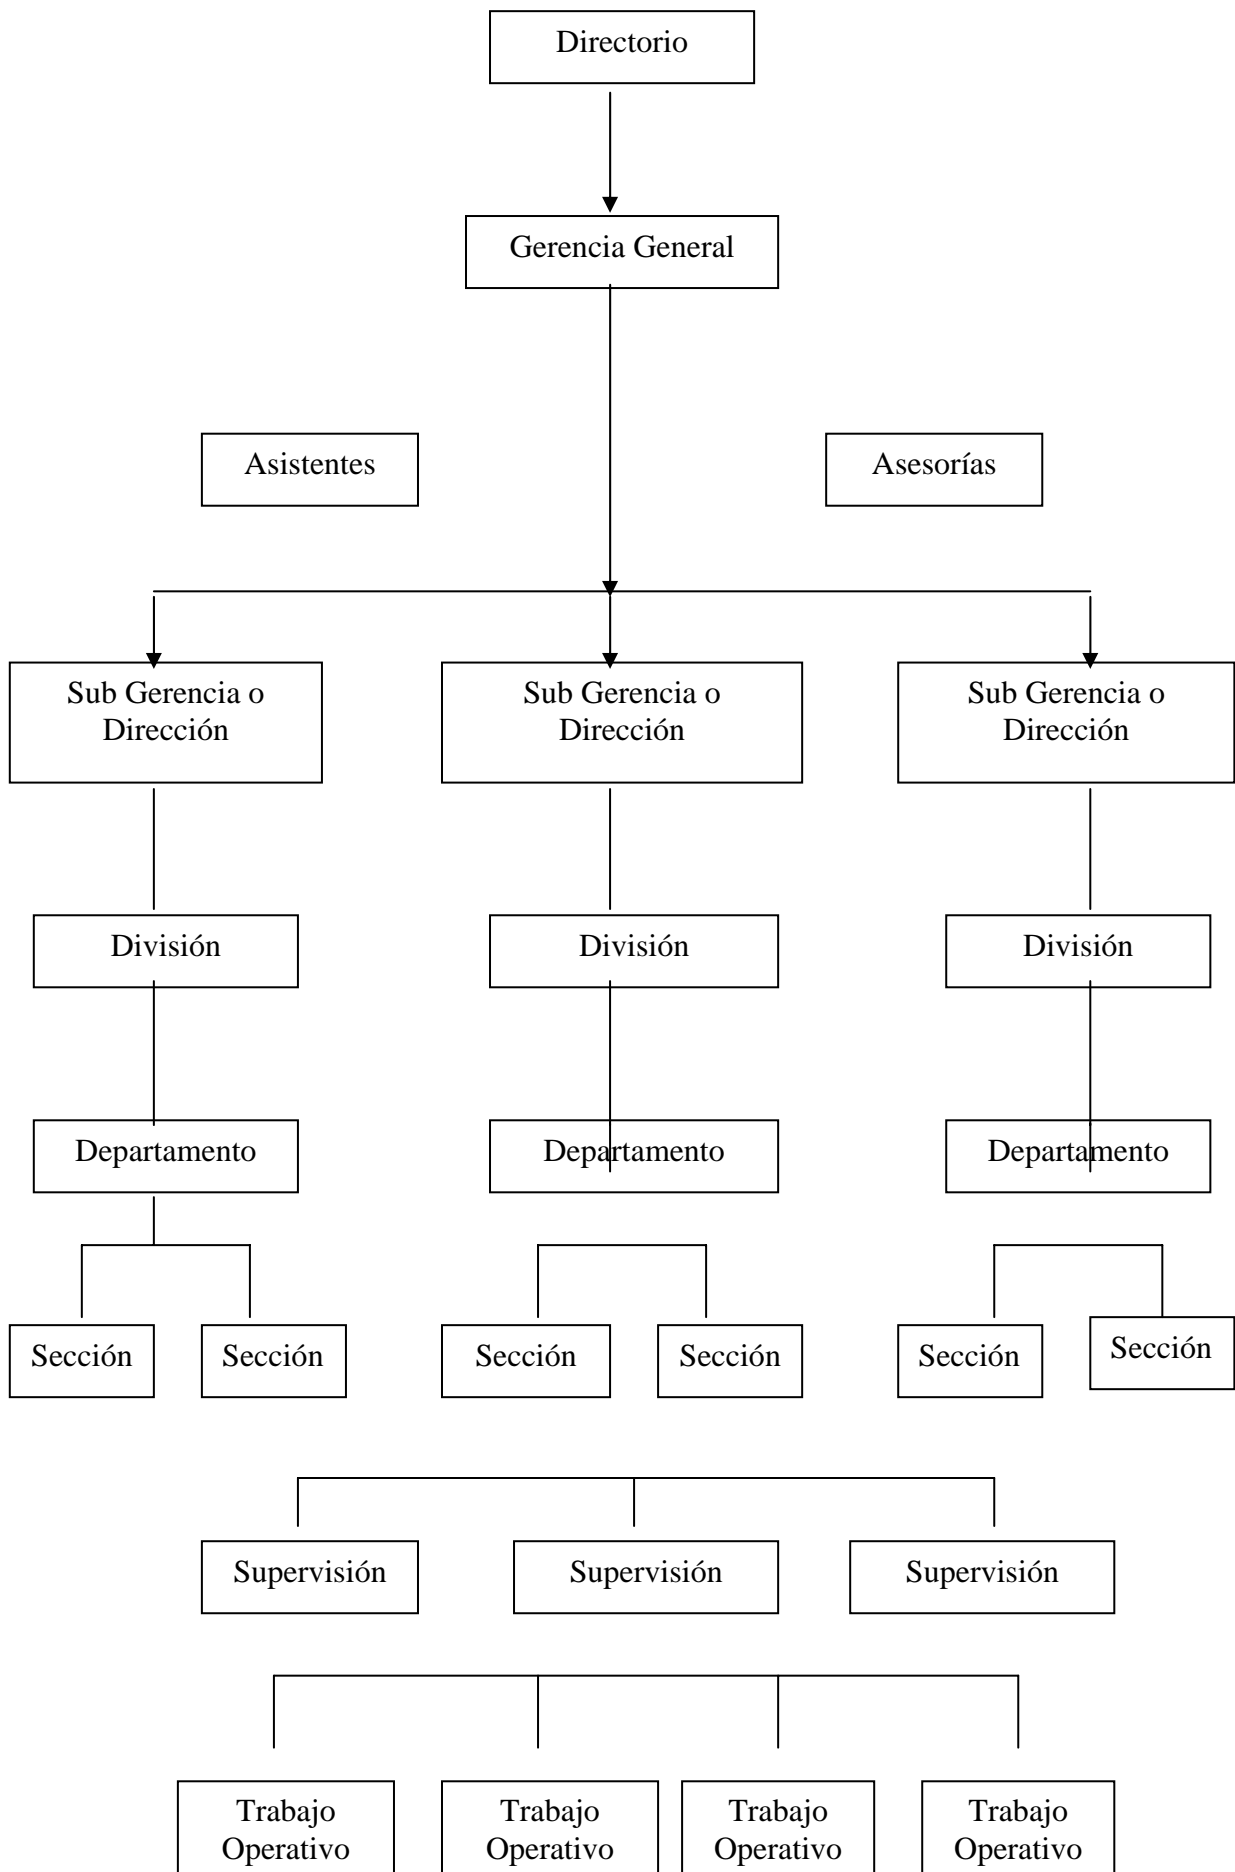 Directorio
Gerencia General
Asistentes
Asesorías
Sub Gerencia o
Dirección
Sub Gerencia o
Dirección
Sub Gerencia o
Dirección
División
División
División
Departamento
Departamento
Departamento
Sección
Sección
Sección
Sección
Sección
Sección
Supervisión
Supervisión
Supervisión
Trabajo
Operativo
Trabajo
Operativo
Trabajo
Operativo
Trabajo
Operativo